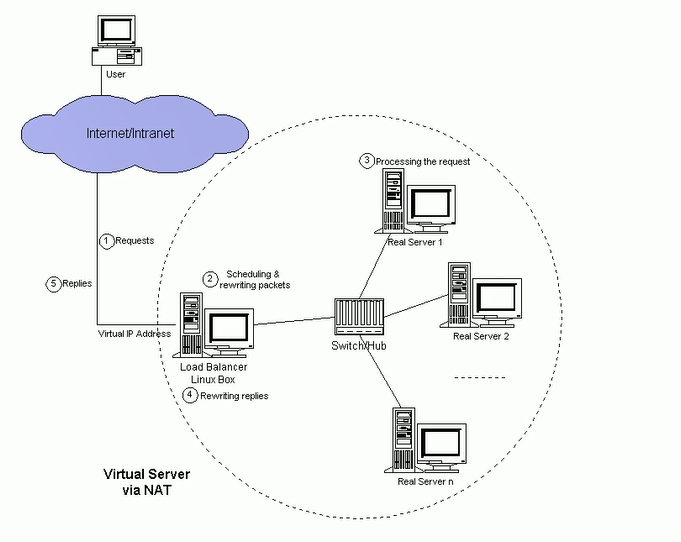 User
Internet/Intranet
3 Processing the request
Real Server 1
1 Requests
2 Scheduling &
rewriting packets
5 Replies
Virtual IP Address
Real Server 2
Switch/Hub
Load Balancer
Linux Box
4 Rewriting replies
Real Server n
Virtual Server
via NAT